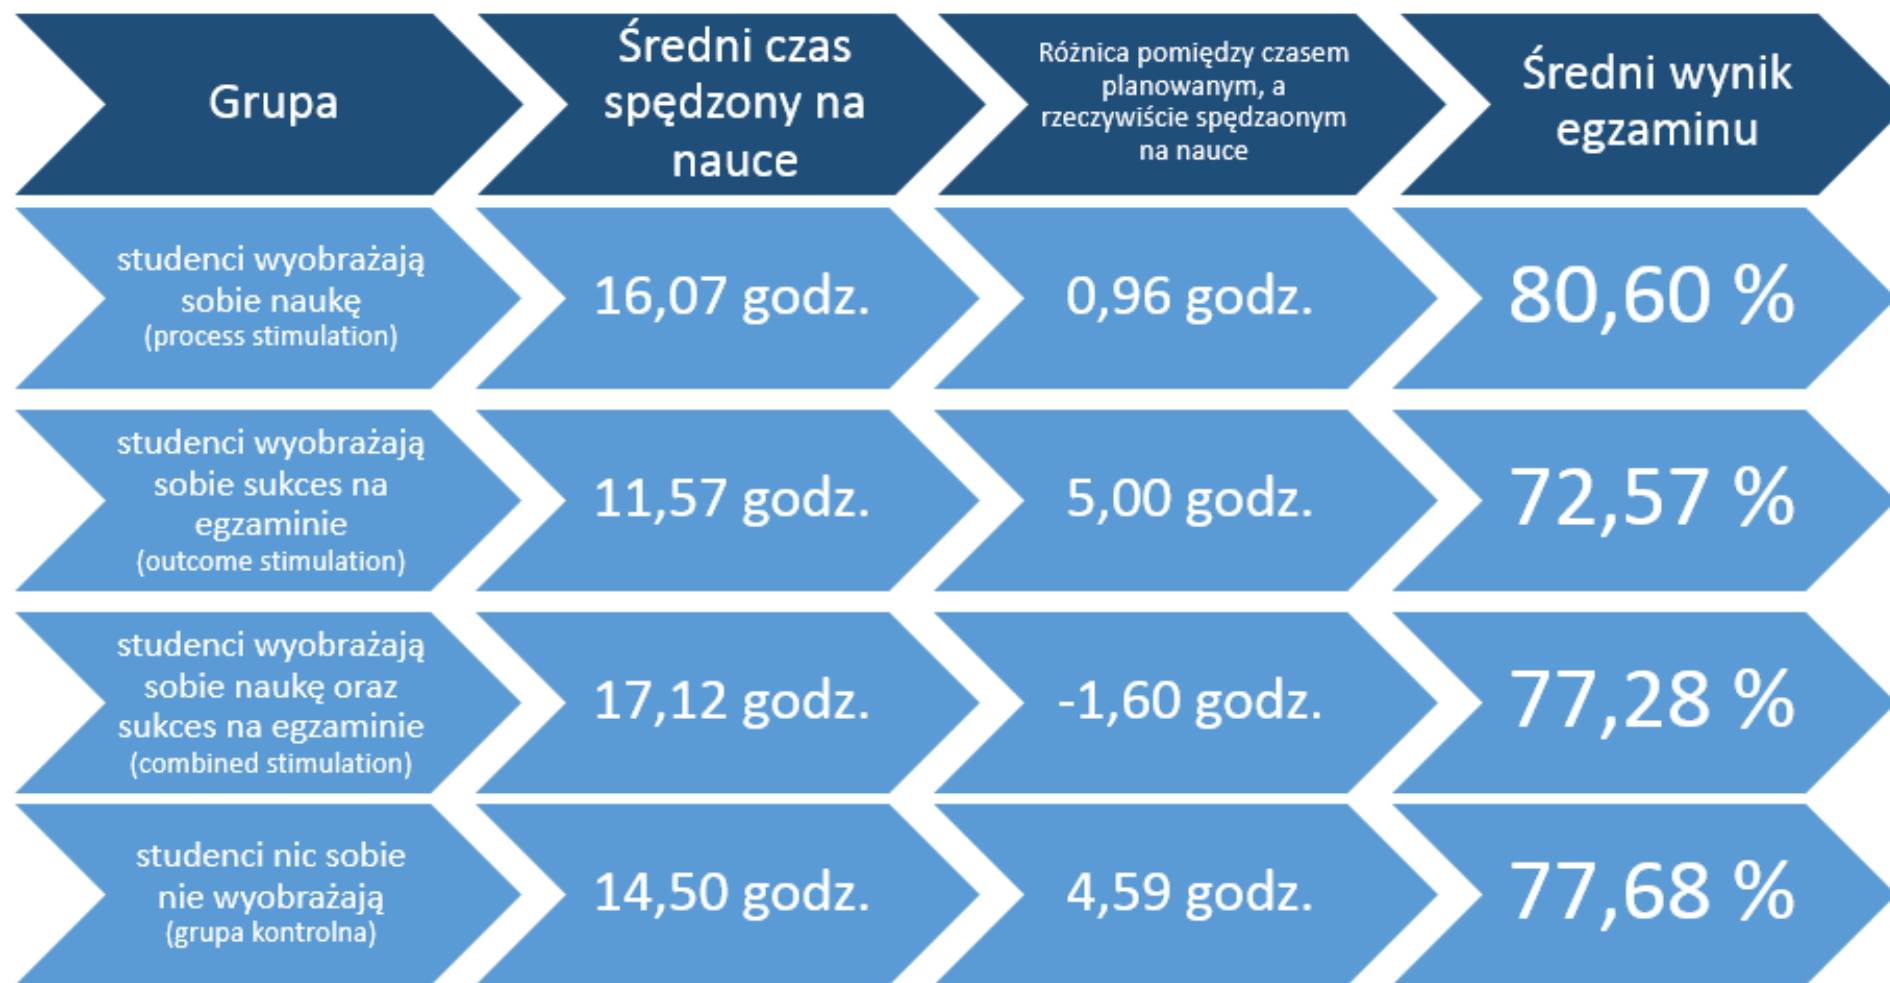 Grupa
Średni czas
spędzony na
nauce
Różnica pomiędzy czasem
planowanym, a
rzeczywiście spędzaonym
na nauce
Średni wynik
egzaminu
studenci wyobrażają
sobie naukę
(process stimulation)
16,07 godz.
0,96 godz.
80,60 %
studenci wyobrażają
sobie sukces na
egzaminie
(outcome stimulation)
11,57 godz.
5,00 godz.
72,57 %
studenci wyobrażają
sobie naukę oraz
sukces na egzaminie
(combined stimulation)
17,12 godz.
-1,60 godz.
77,28 %
studenci nic sobie
nie wyobrażają
(grupa kontrolna)
14,50 godz.
4,59 godz.
77,68 %